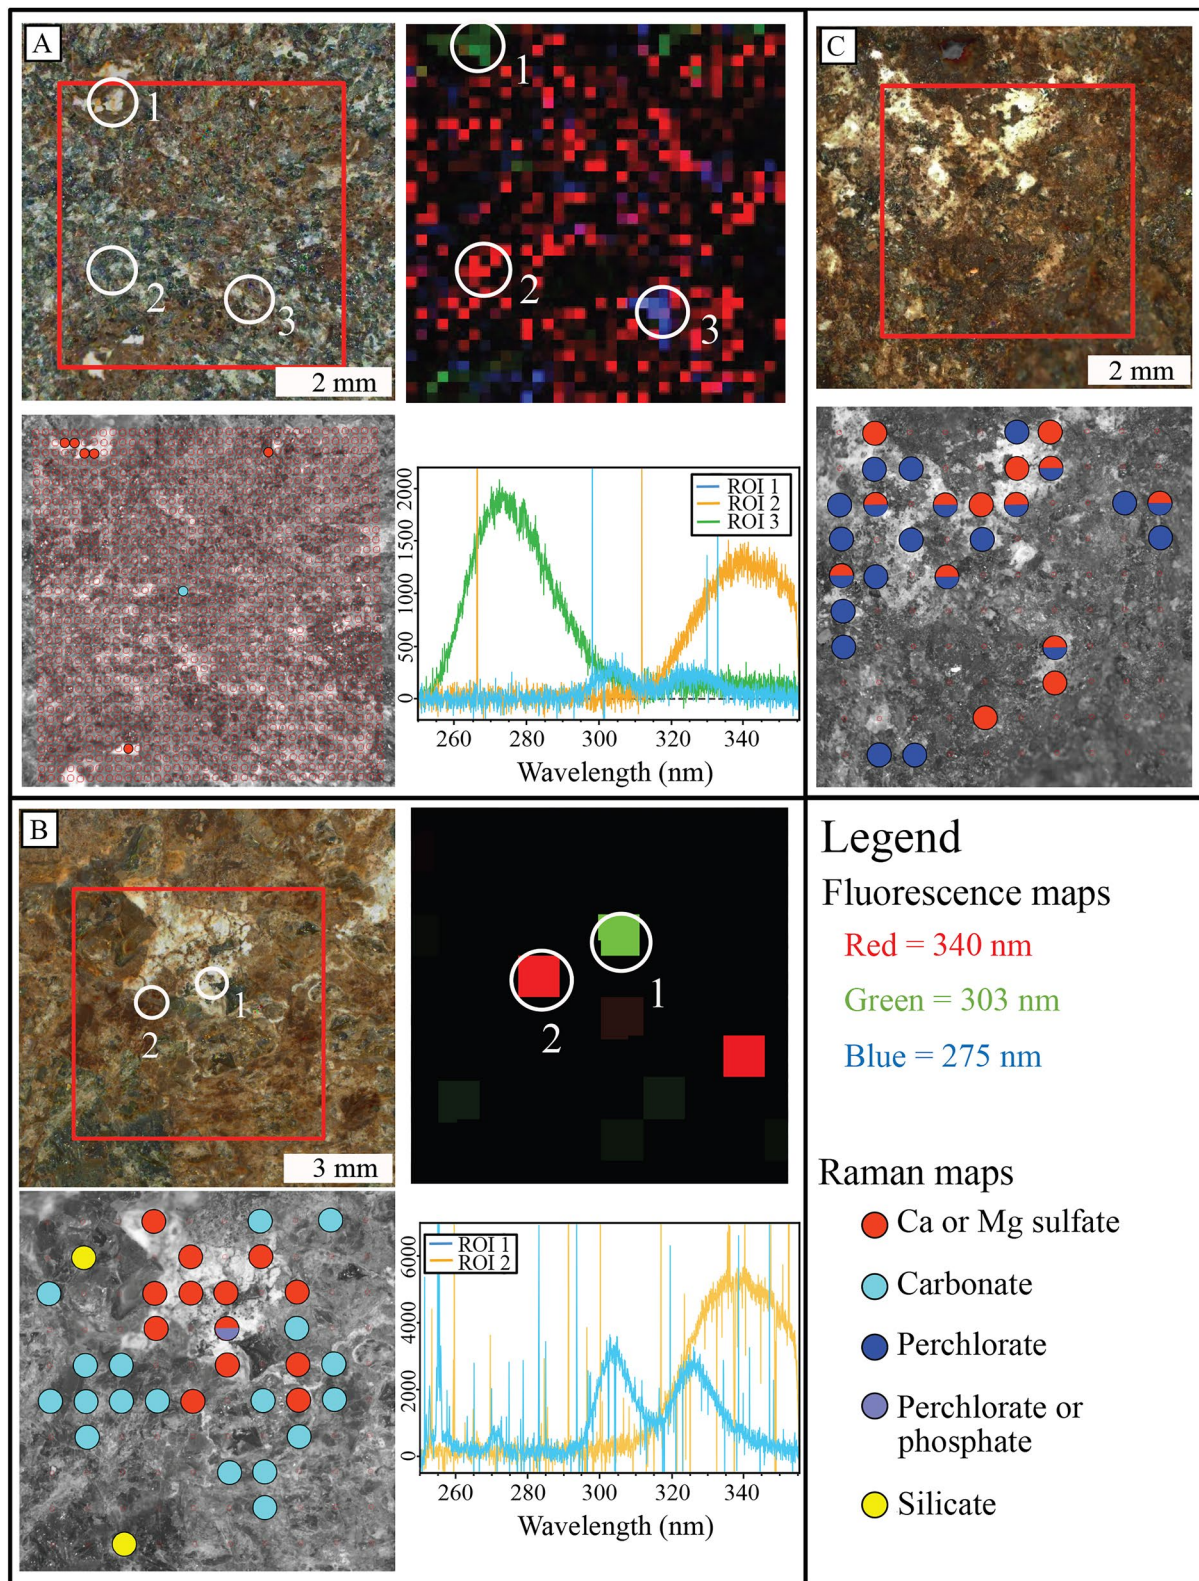 A
1
2
3
2 mm
1
2
3
C
2 mm
2000
1500
1000
500
0
ROI 1
ROI 2
ROI 3
260
280
300
320
340
Wavelength (nm)
B
1
2
3 mm
1
2
6000
4000
2000
0
ROI 1
ROI 2
260
280
300
320
340
Wavelength (nm)
Legend
Fluorescence maps
Red = 340 nm
Green = 303 nm
Blue = 275 nm
Raman maps
Ca or Mg sulfate
Carbonate
Perchlorate
Perchlorate or
phosphate
Silicate